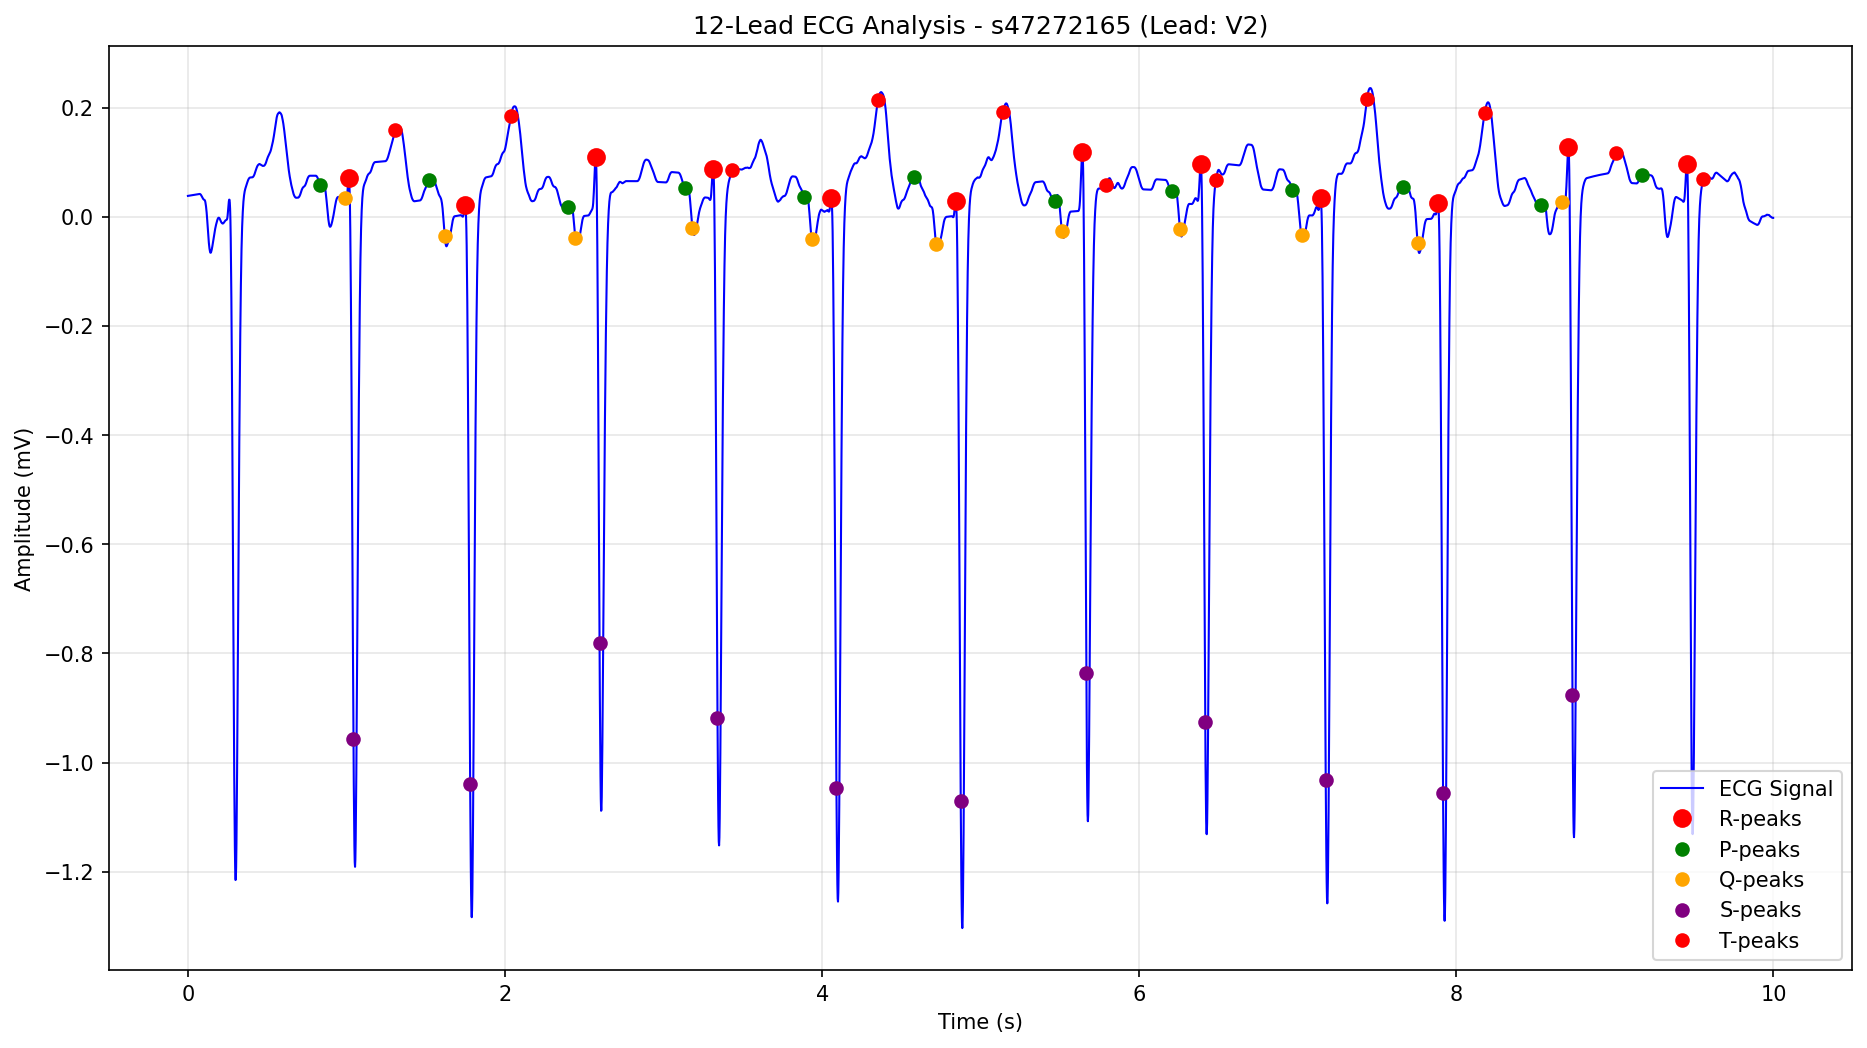 12-Lead ECG Analysis - s47272165 (Lead: V2)
Amplitude (mV)
0.2
0.0
−0.2
−0.4
−0.6
−0.8
−1.0
−1.2
ECG Signal
R-peaks
P-peaks
Q-peaks
S-peaks
T-peaks
0 2 4 6 8 10
Time (s)